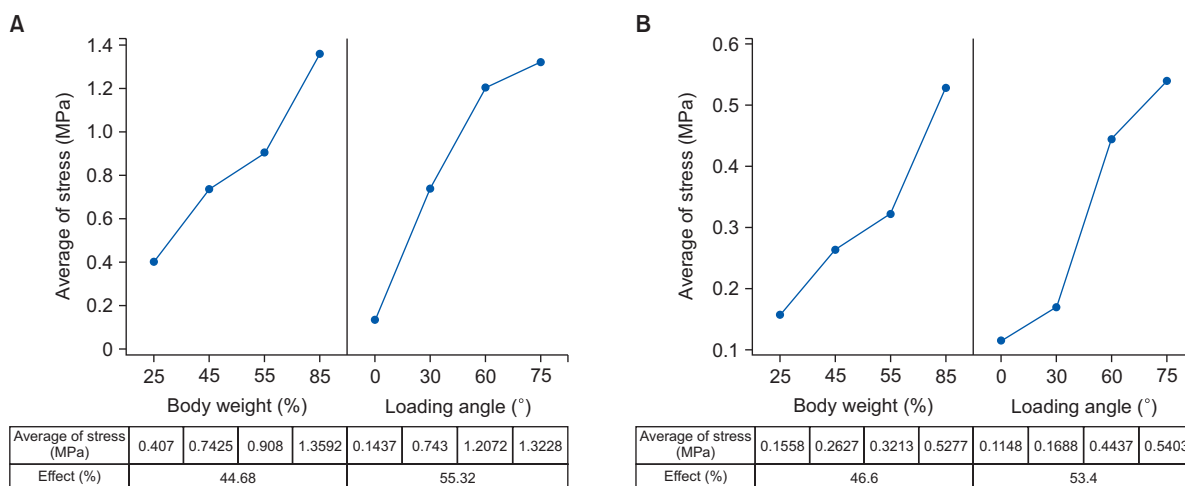 A
Average of stress (MPa)
1.4
1.2
1.0
0.8
0.6
0.4
0.2
0
25 45 55 85 0 30 60 75
Body weight (%) Loading angle (°)
Average of stress (MPa) 0.407 0.7425 0.908 1.3592 0.1437 0.743 1.2072 1.3228
Effect (%) 44.68 55.32
B
Average of stress (MPa)
0.6
0.5
0.4
0.3
0.2
0.1
25 45 55 85 0 30 60 75
Body weight (%) Loading angle (°)
Average of stress (MPa) 0.1558 0.2627 0.3213 0.5277 0.1148 0.1688 0.4437 0.5403
Effect (%) 46.6 53.4